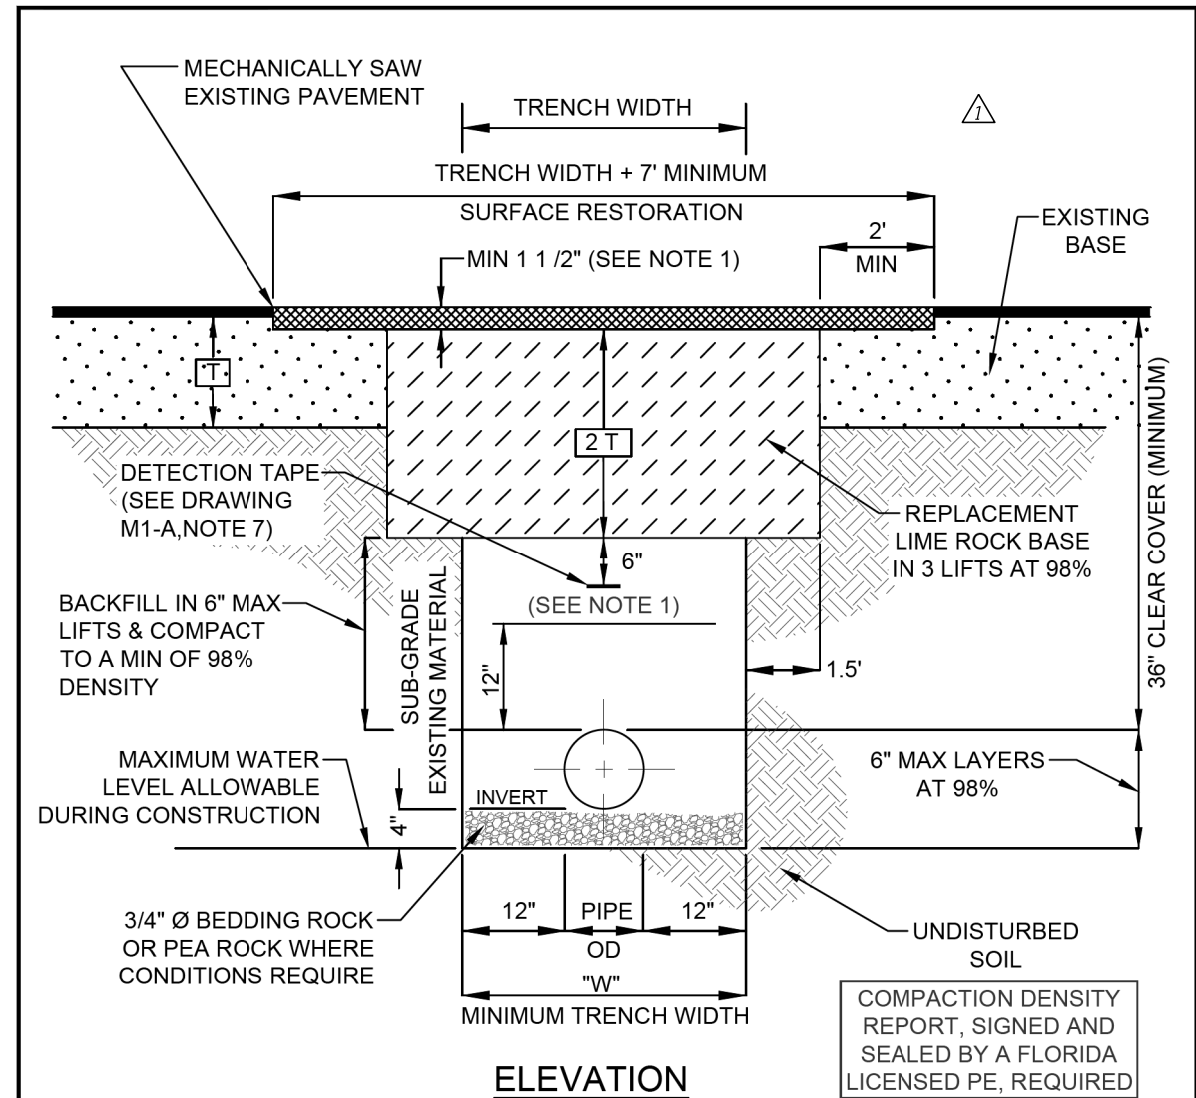 MECHANICALLY SAW
EXISTING PAVEMENT
TRENCH WIDTH
1
TRENCH WIDTH + 7' MINIMUM
SURFACE RESTORATION
2'
MIN
EXISTING
BASE
MIN 1 1 /2" (SEE NOTE 1)
T
2 T
DETECTION TAPE
(SEE DRAWING
M1-A,NOTE 7)
REPLACEMENT
LIME ROCK BASE
IN 3 LIFTS AT 98%
36" CLEAR COVER (MINIMUM)
6"
(SEE NOTE 1)
BACKFILL IN 6" MAX
LIFTS & COMPACT
TO A MIN OF 98%
DENSITY
SUB-GRADE
EXISTING MATERIAL
12"
1.5'
MAXIMUM WATER
LEVEL ALLOWABLE
DURING CONSTRUCTION
6" MAX LAYERS
AT 98%
INVERT
4"
3/4" Ø BEDDING ROCK
OR PEA ROCK WHERE
CONDITIONS REQUIRE
12"
PIPE
OD
12"
"W"
MINIMUM TRENCH WIDTH
UNDISTURBED
SOIL
COMPACTION DENSITY
REPORT, SIGNED AND
SEALED BY A FLORIDA
LICENSED PE, REQUIRED
ELEVATION